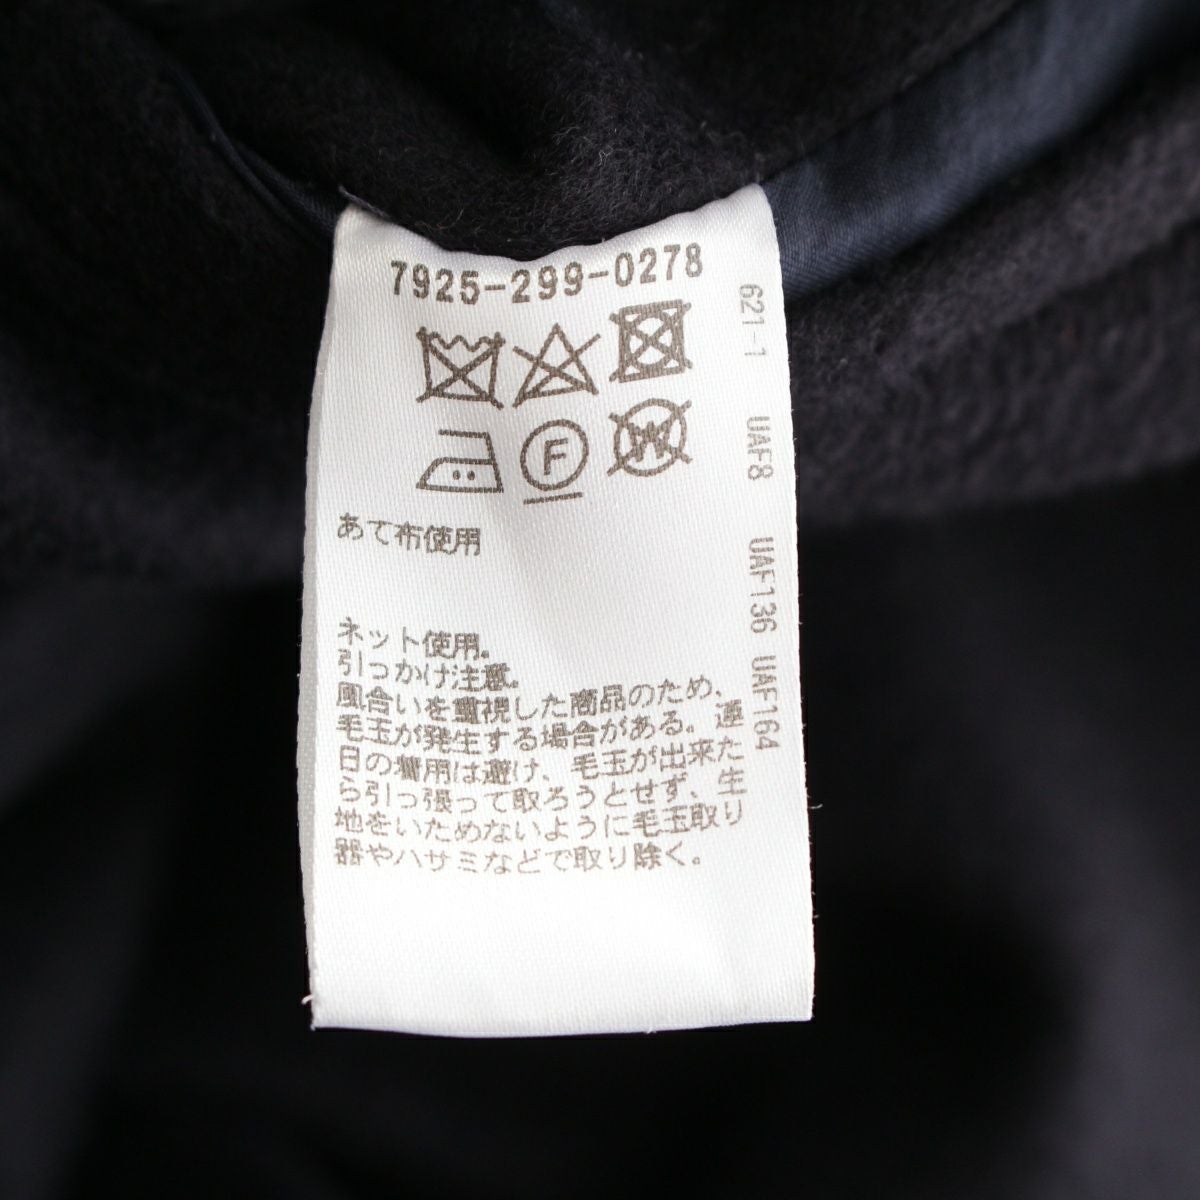 7925-299-0278
F
W
あて布使用
ネット使用。
引っかけ注意。
風合いを重視した商品のため、
毛玉が発生する場合がある。連
日の着用は避け、毛玉が出来た
ら引っ張って取ろうとせず、生
地をいためないように毛玉取り
器やハサミなどで取り除く。
621-1 UAF8 UAF136 UAF164